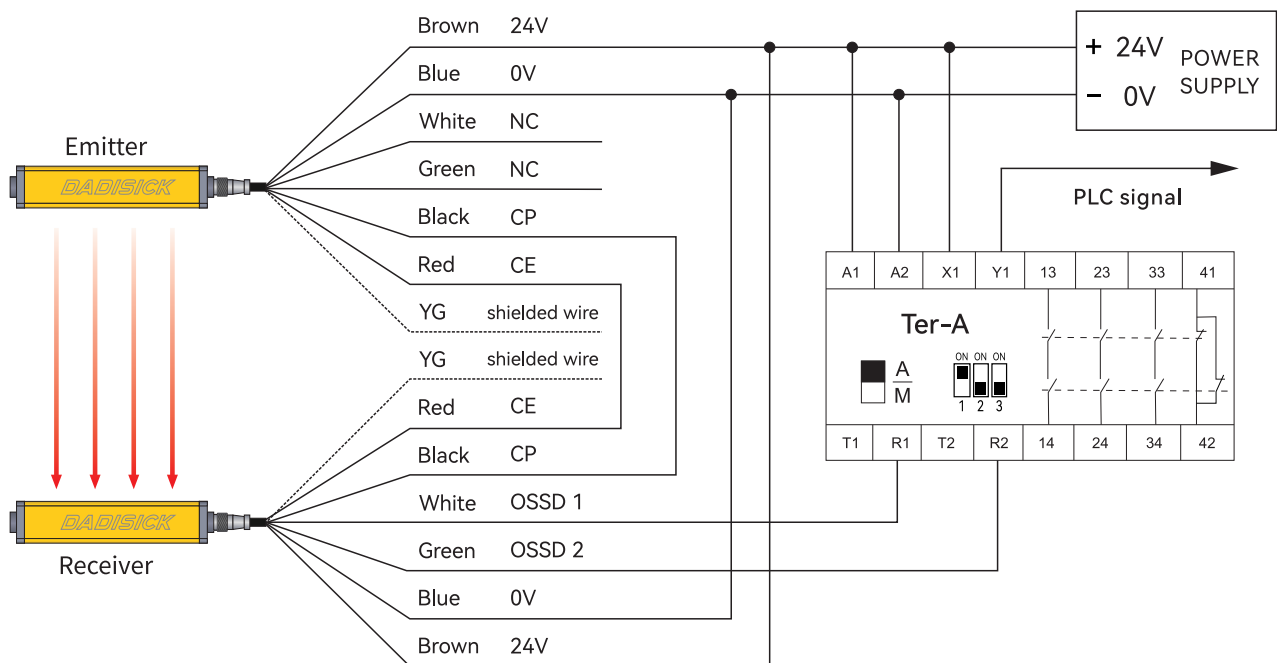 Brown 24V
Blue 0V
White NC
Green NC
Black CP
Red CE
YG shielded wire
YG shielded wire
Red CE
Black CP
White OSSD 1
Green OSSD 2
Blue 0V
Brown 24V
Emitter
DADISICK
DADISICK
Receiver
+ 24V
- 0V
POWER
SUPPLY
PLC signal
A1 A2 X1 Y1 13 23 33 41
Ter-A
A
M
ON ON ON
1 2 3
T1 R1 T2 R2 14 24 34 42